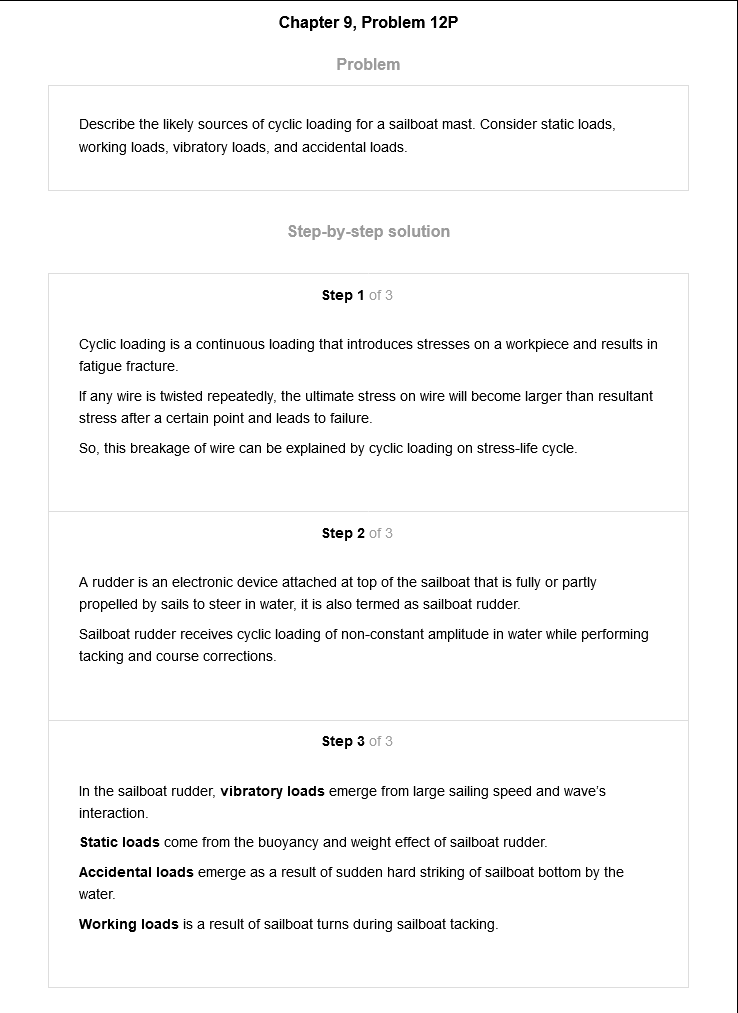 Chapter 9, Problem 12P
Problem
Describe the likely sources of cyclic loading for a sailboat mast. Consider static loads,
working loads, vibratory loads, and accidental loads.
Step-by-step solution
Step 1 of 3
Cyclic loading is a continuous loading that introduces stresses on a workpiece and results in
fatigue fracture.
If any wire is twisted repeatedly, the ultimate stress on wire will become larger than resultant
stress after a certain point and leads to failure.
So, this breakage of wire can be explained by cyclic loading on stress-life cycle.
Step 2 of 3
A rudder is an electronic device attached at top of the sailboat that is fully or partly
propelled by sails to steer in water, it is also termed as sailboat rudder.
Sailboat rudder receives cyclic loading of non-constant amplitude in water while performing
tacking and course corrections.
Step 3 of 3
In the sailboat rudder, vibratory loads emerge from large sailing speed and wave's
interaction.
Static loads come from the buoyancy and weight effect of sailboat rudder.
Accidental loads emerge as a result of sudden hard striking of sailboat bottom by the
water.
Working loads is a result of sailboat turns during sailboat tacking.